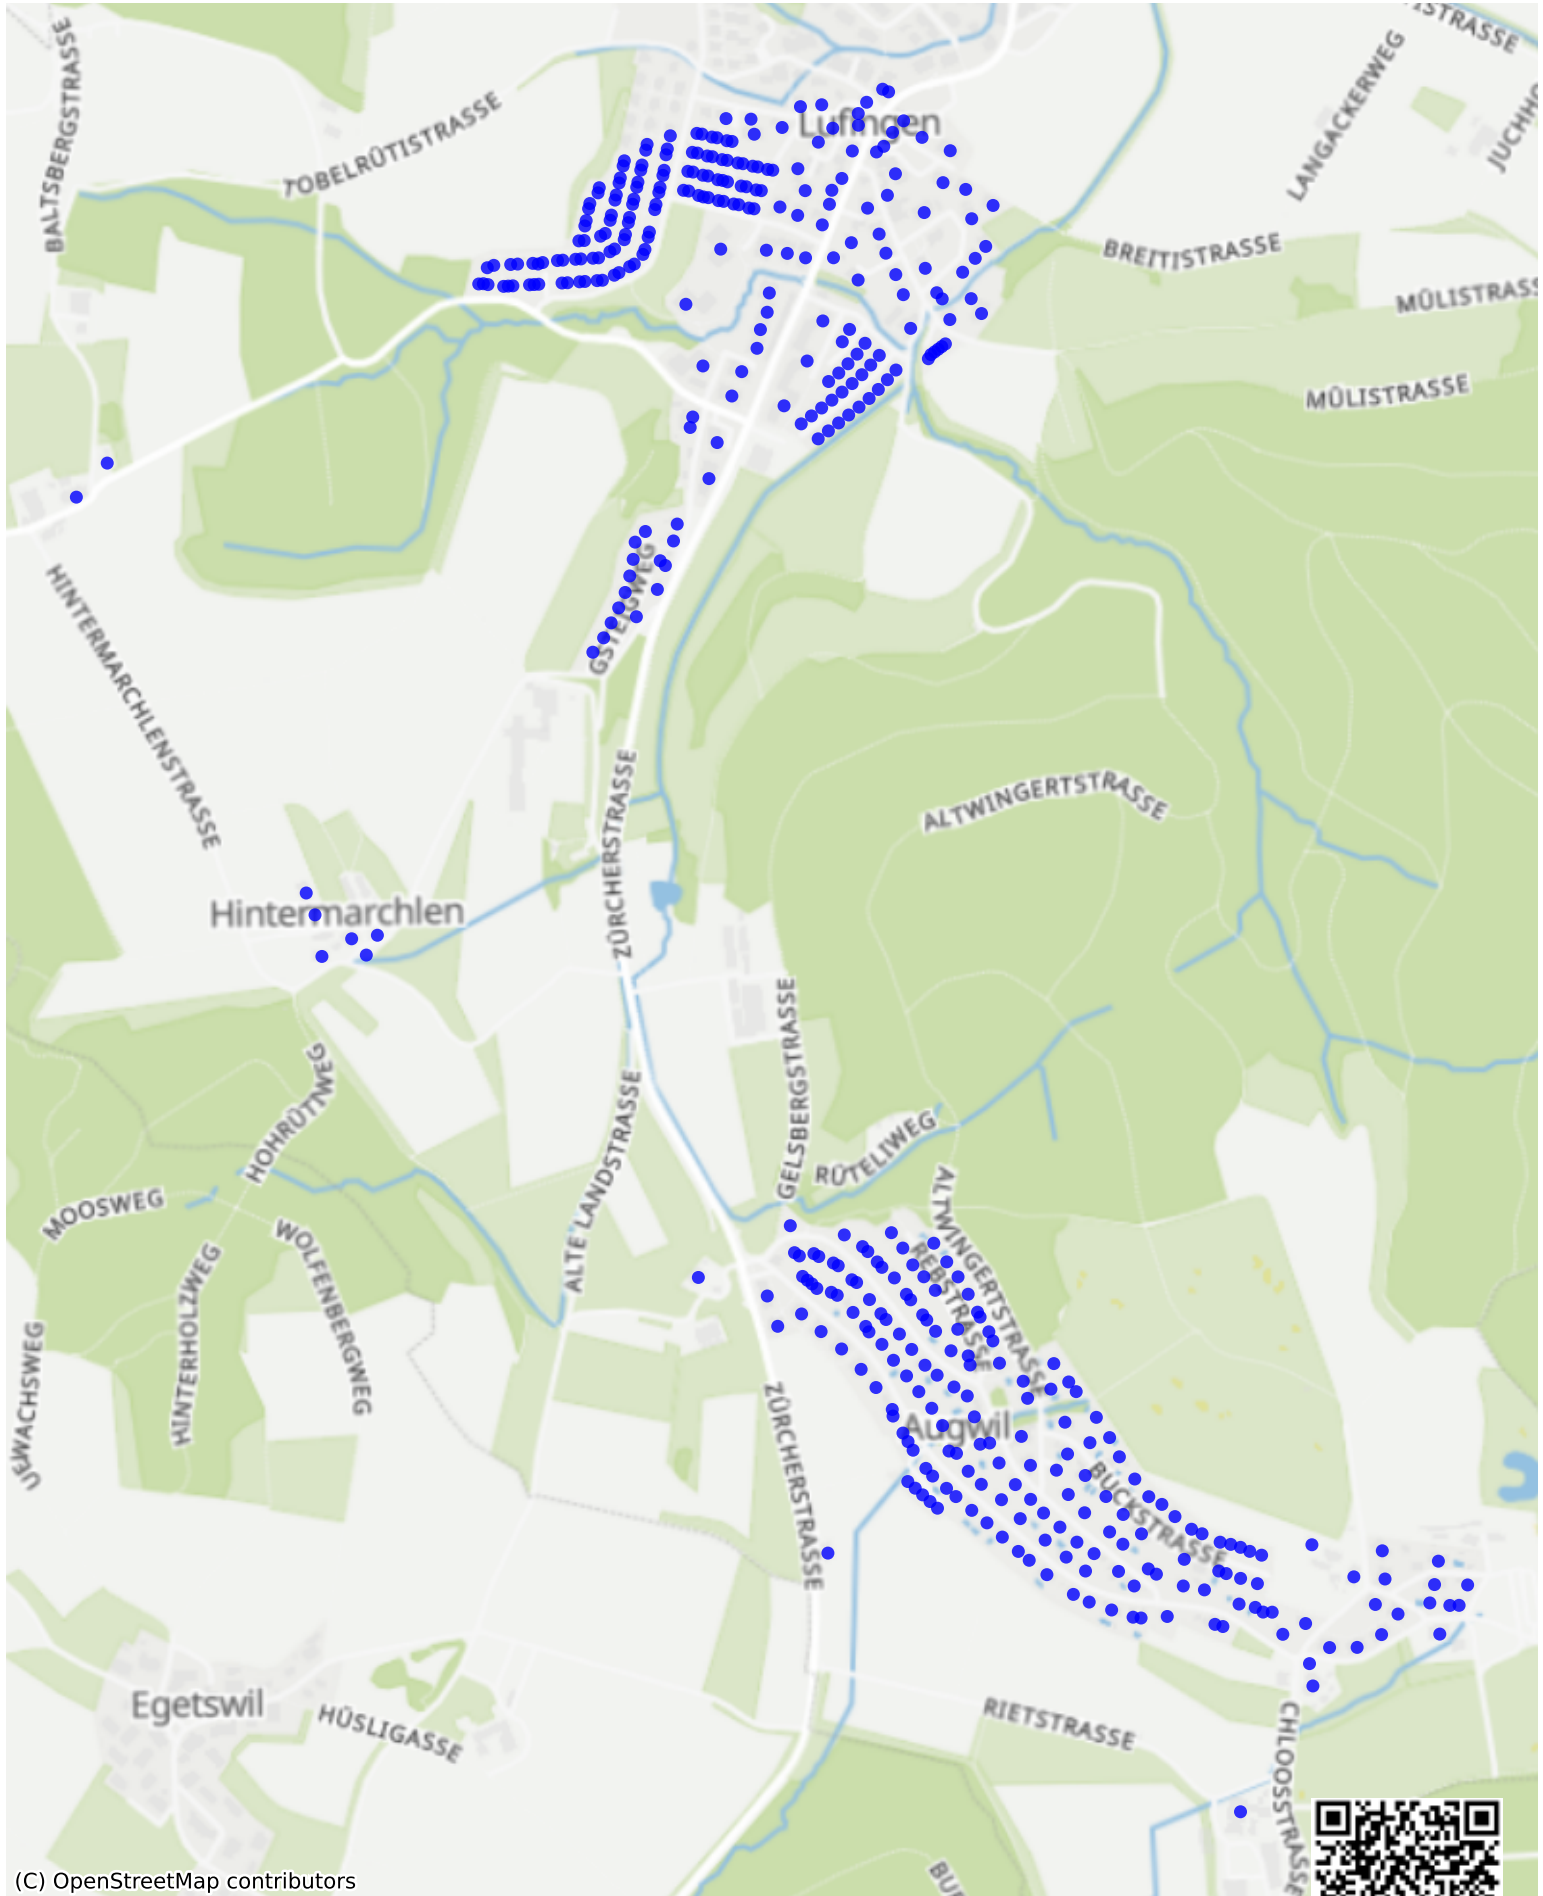 BALTSBERGSTRASSE
TOBELRÜTISTRASSE
Lufingen
LANGACKERWEG
BREITISTRASSE
MÜLISTRASSE
HINTERMARCHLENSTRASSE
GSTEIGWEG
ZÜRCHERSTRASSE
ALTWINGERTSTRASSE
Hintermarchlen
GELSBERGSTRASSE
HOHRÜTIWEG
ALTE LANDSTRASSE
RÜTELIWEG
MOOSWEG
WOLFENBERGWEG
HINTERHOLZWEG
ALTWINGERTSTRASSE
REBSTRASSE
ZÜRCHERSTRASSE
Augwil
BUCKSTRASSE
Egetswil
HÜSLIGASSE
RIETSTRASSE
CHLOOSSTRASSE
(C) OpenStreetMap contributors